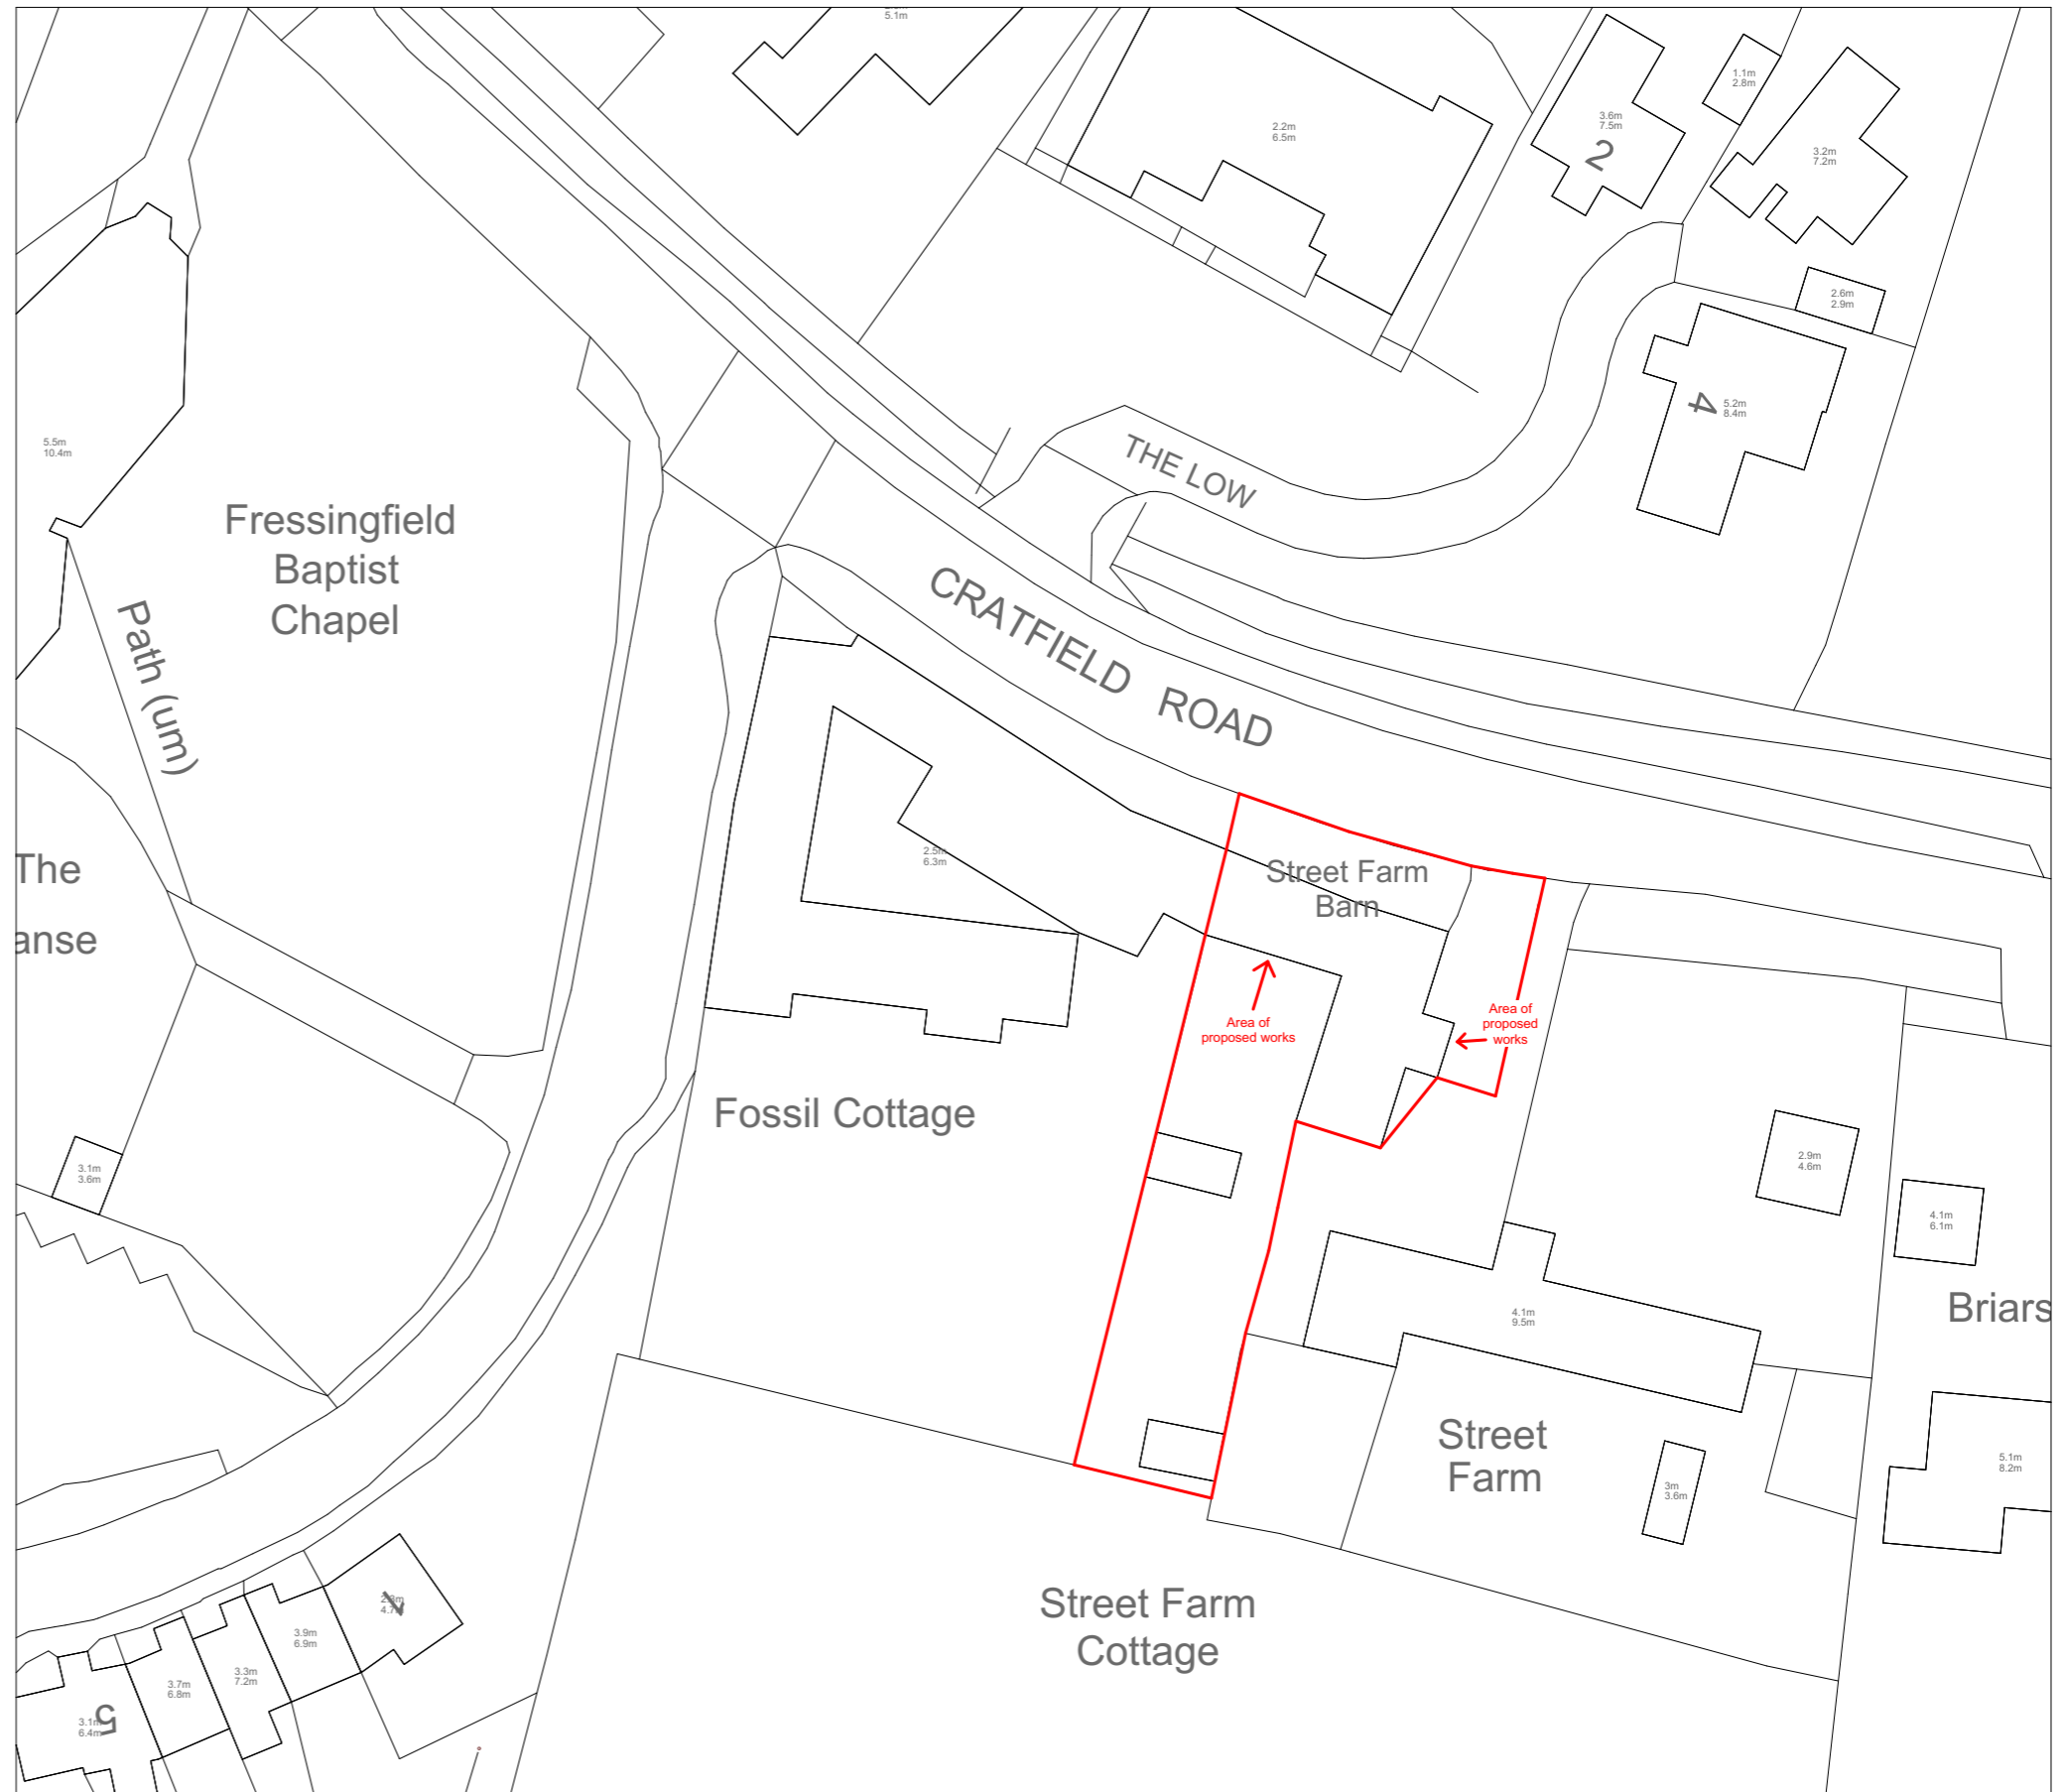 5.1m
2.2m
6.5m
3.6m
7.5m
2
1.1m
2.8m
3.2m
7.2m
2.6m
2.9m
5.2m
8.4m
4
5.5m
10.4m
THE LOW
Fressingfield
Baptist
Chapel
Path (um)
CRATFIELD ROAD
The
anse
2.5m
6.3m
Street Farm
Barn
Area of
proposed works
Area of
proposed
works
Fossil Cottage
3.1m
3.6m
2.9m
4.6m
4.1m
6.1m
Briars
4.1m
9.5m
Street
Farm
3m
3.6m
5.1m
8.2m
Street Farm
Cottage
3.9m
6.9m
3.3m
7.2m
3.7m
6.8m
3.1m
6.4m
5